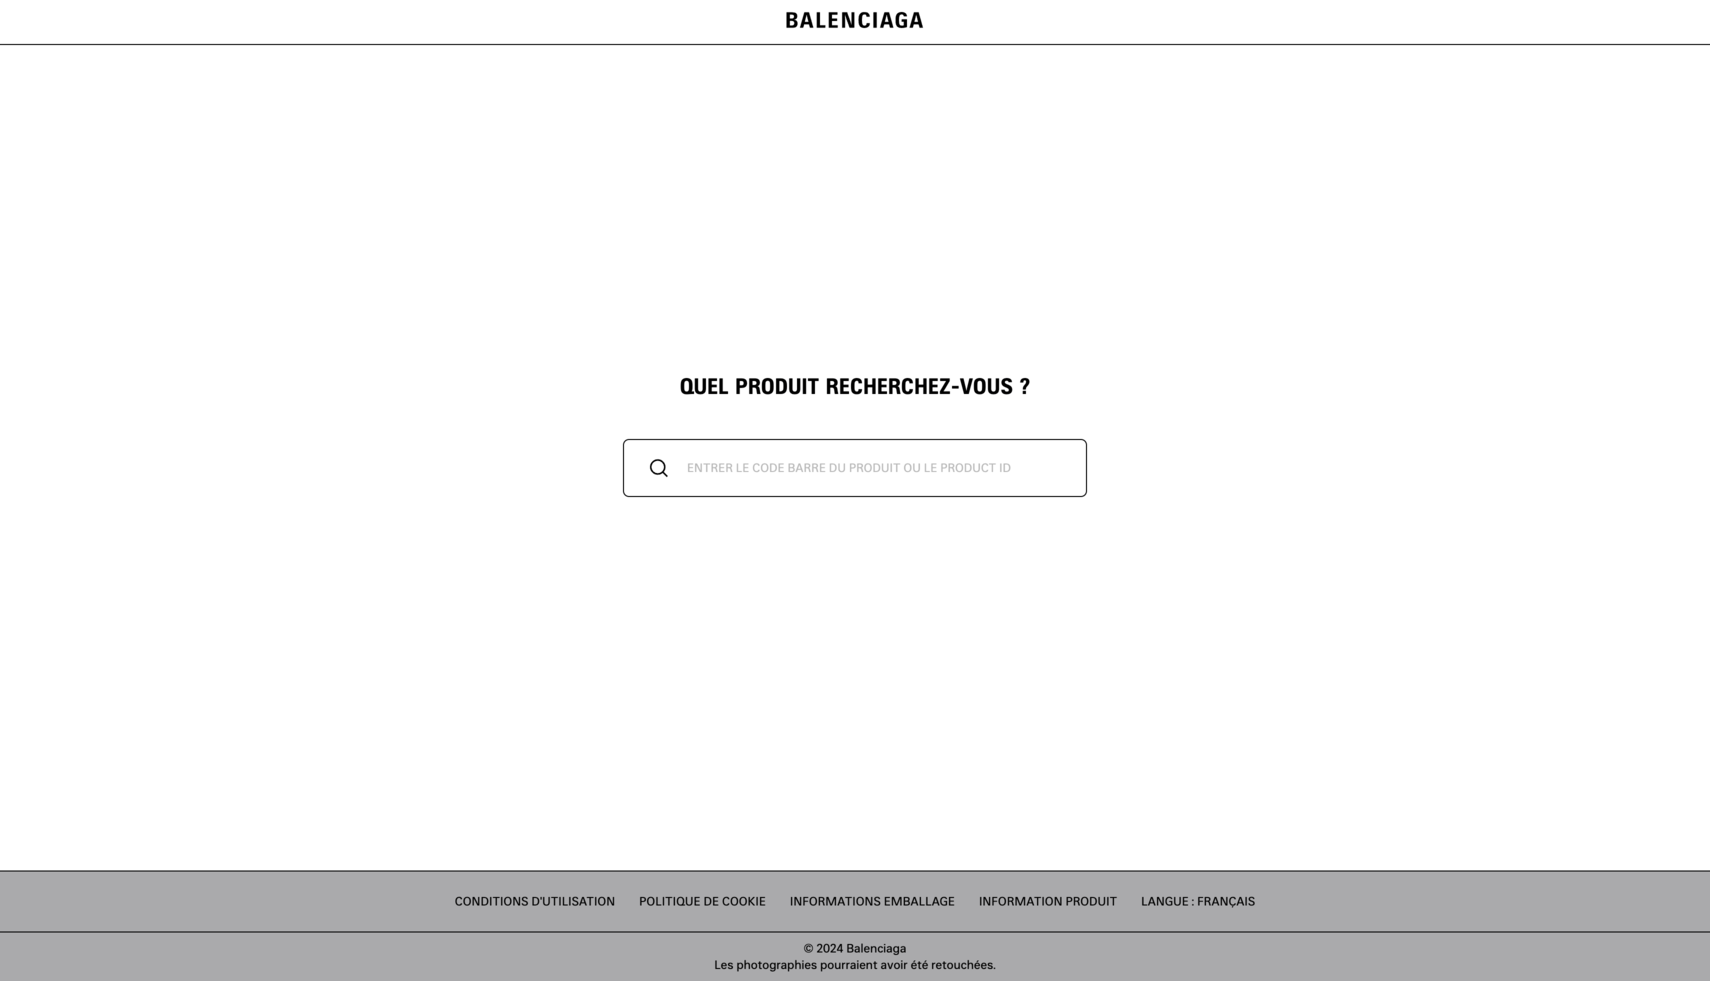 BALENCIAGA
QUEL PRODUIT RECHERCHEZ-VOUS ?
ENTRER LE CODE BARRE DU PRODUIT OU LE PRODUCT ID
CONDITIONS D'UTILISATION POLITIQUE DE COOKIE INFORMATIONS EMBALLAGE INFORMATION PRODUIT LANGUE : FRANÇAIS
© 2024 Balenciaga
Les photographies pourraient avoir été retouchées.